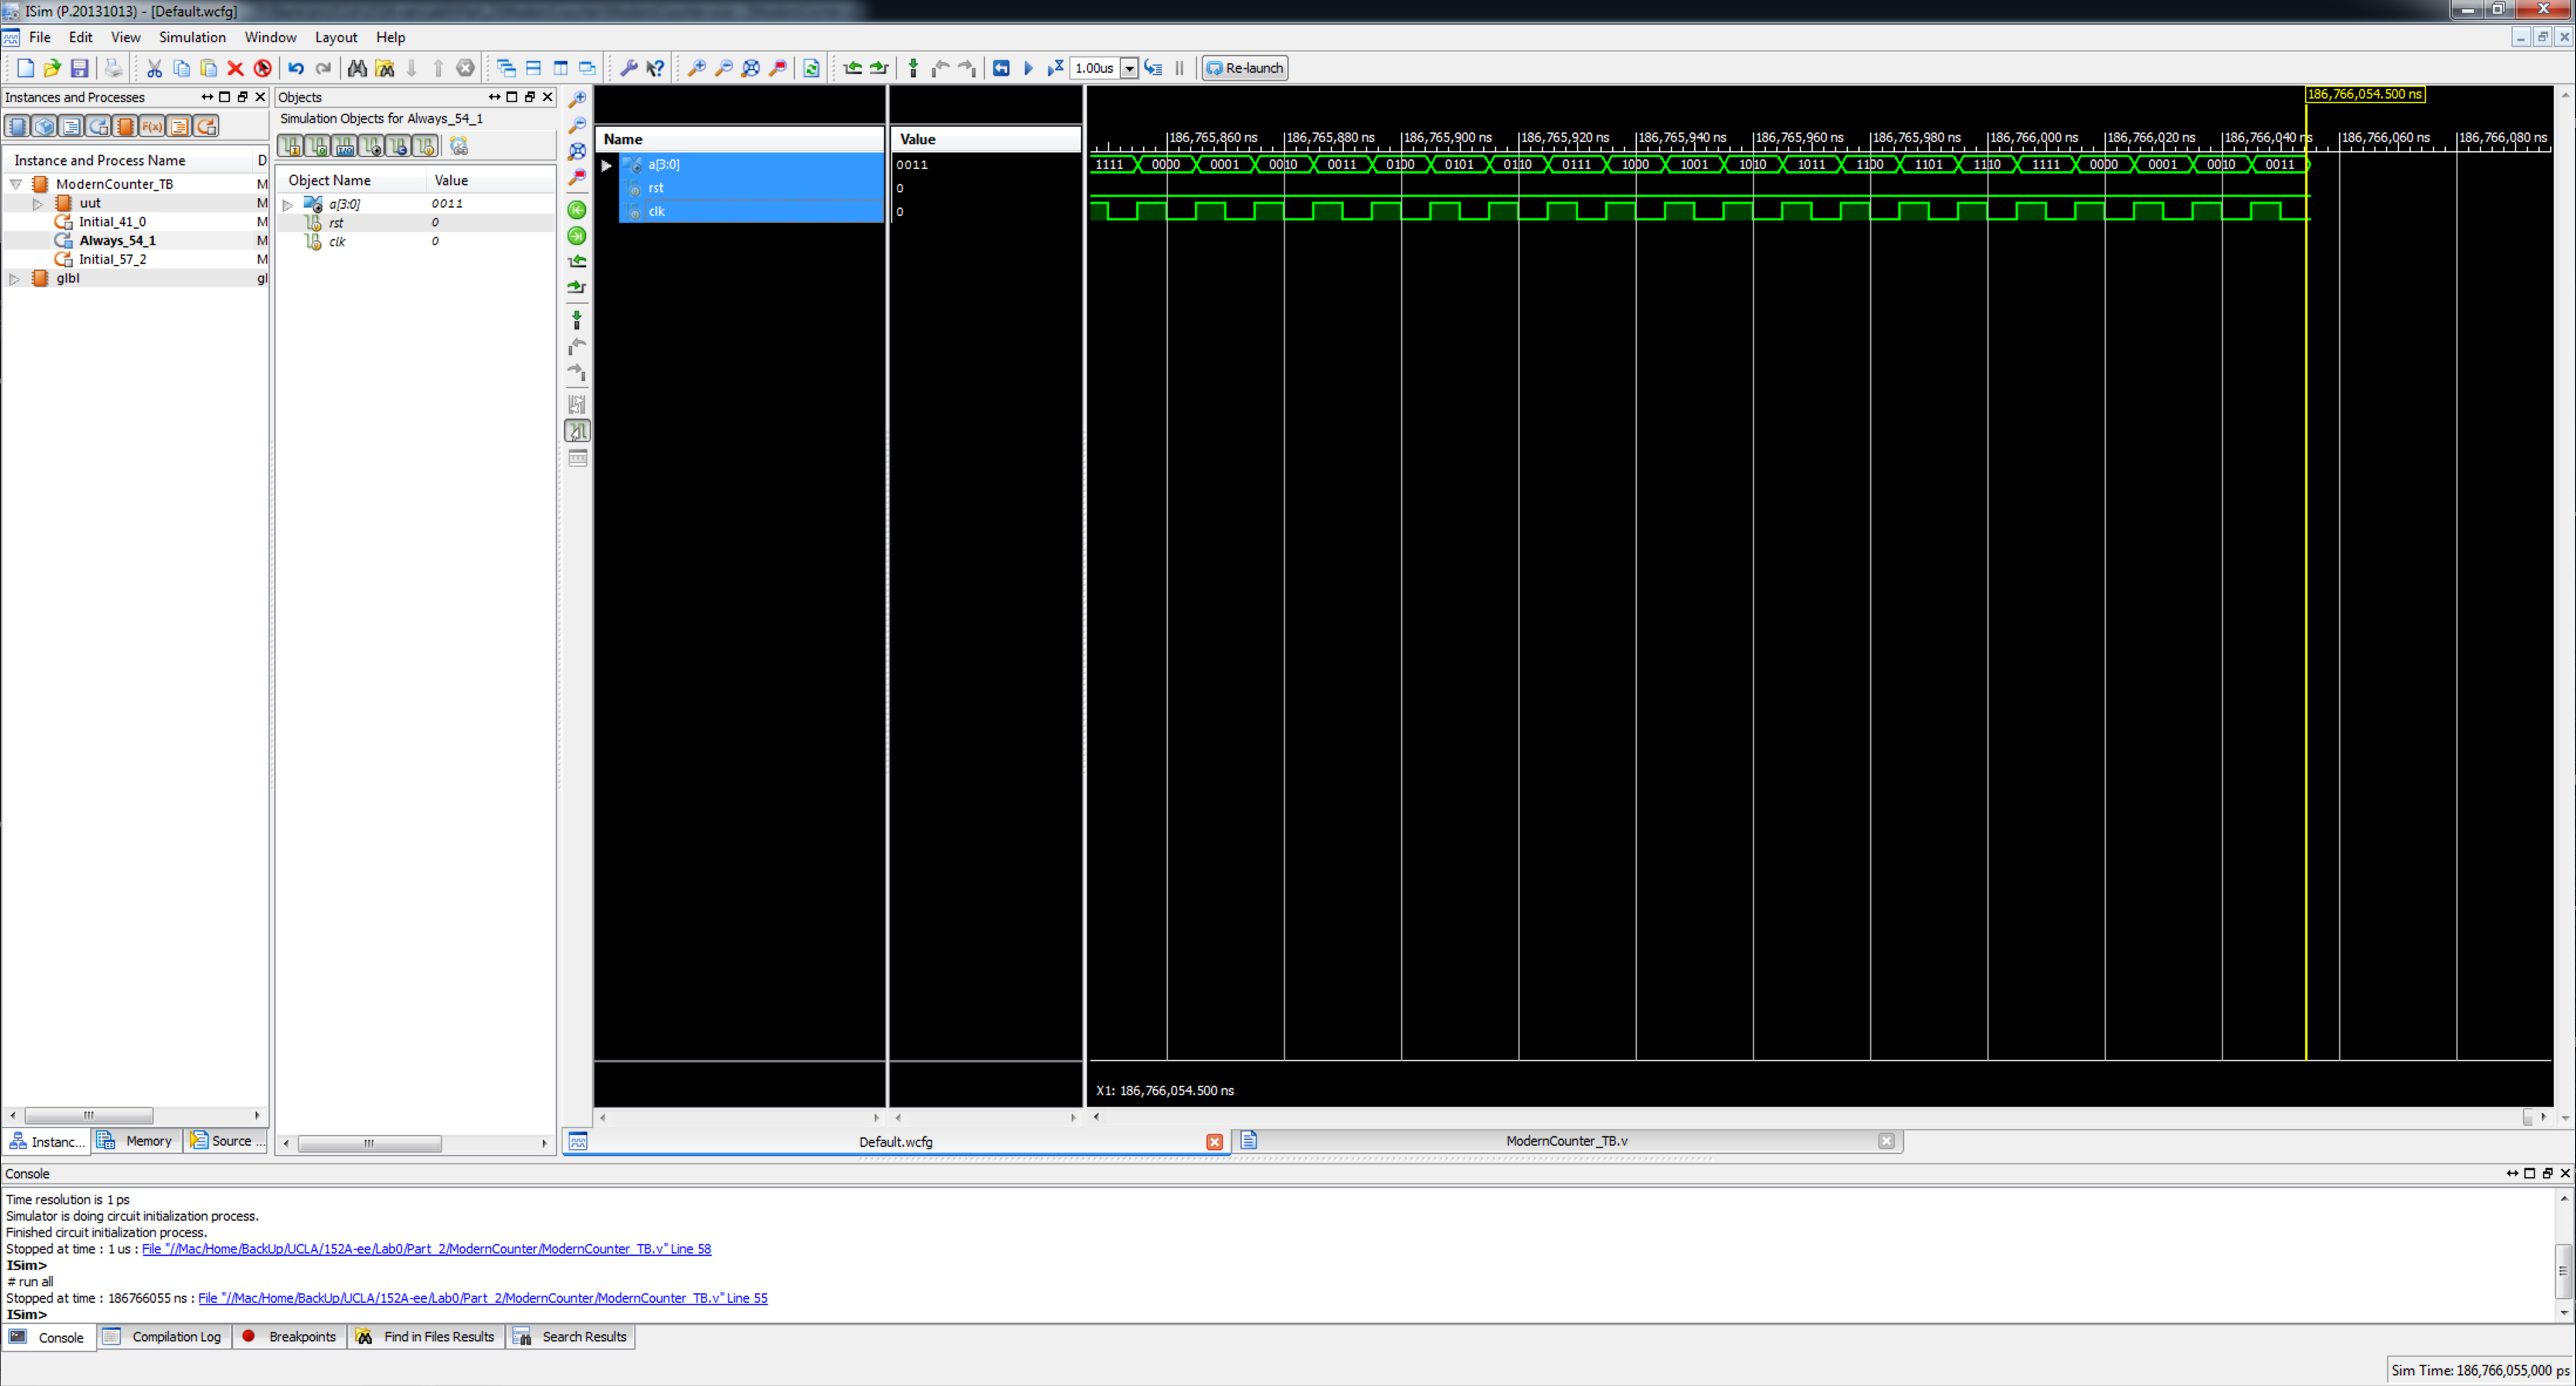 ISim (P.20131013) - [Default.wcfg]
File Edit View Simulation Window Layout Help
1.00us Re-launch
Instances and Processes
Instance and Process Name D
ModernCounter_TB M
uut M
Initial_41_0 M
Always_54_1 M
Initial_57_2 M
glbl gl
Instanc... Memory Source ...
Objects
Simulation Objects for Always_54_1
Object Name Value
a[3:0] 0011
rst 0
clk 0
Name Value
a[3:0] 0011
rst 0
clk 0
186,766,054.500 ns
186,765,860 ns 186,765,880 ns 186,765,900 ns 186,765,920 ns 186,765,940 ns 186,765,960 ns 186,765,980 ns 186,766,000 ns 186,766,020 ns 186,766,040 ns 186,766,060 ns 186,766,080 ns
1111 0000 0001 0010 0011 0100 0101 0110 0111 1000 1001 1010 1011 1100 1101 1110 1111 0000 0001 0010 0011
X1: 186,766,054.500 ns
Default.wcfg ModernCounter_TB.v
Console
Time resolution is 1 ps
Simulator is doing circuit initialization process.
Finished circuit initialization process.
Stopped at time : 1 us : File "//Mac/Home/BackUp/UCLA/152A-ee/Lab0/Part_2/ModernCounter/ModernCounter_TB.v" Line 58
ISim>
# run all
Stopped at time : 186766055 ns : File "//Mac/Home/BackUp/UCLA/152A-ee/Lab0/Part_2/ModernCounter/ModernCounter_TB.v" Line 55
ISim>
Console Compilation Log Breakpoints Find in Files Results Search Results
Sim Time: 186,766,055,000 ps